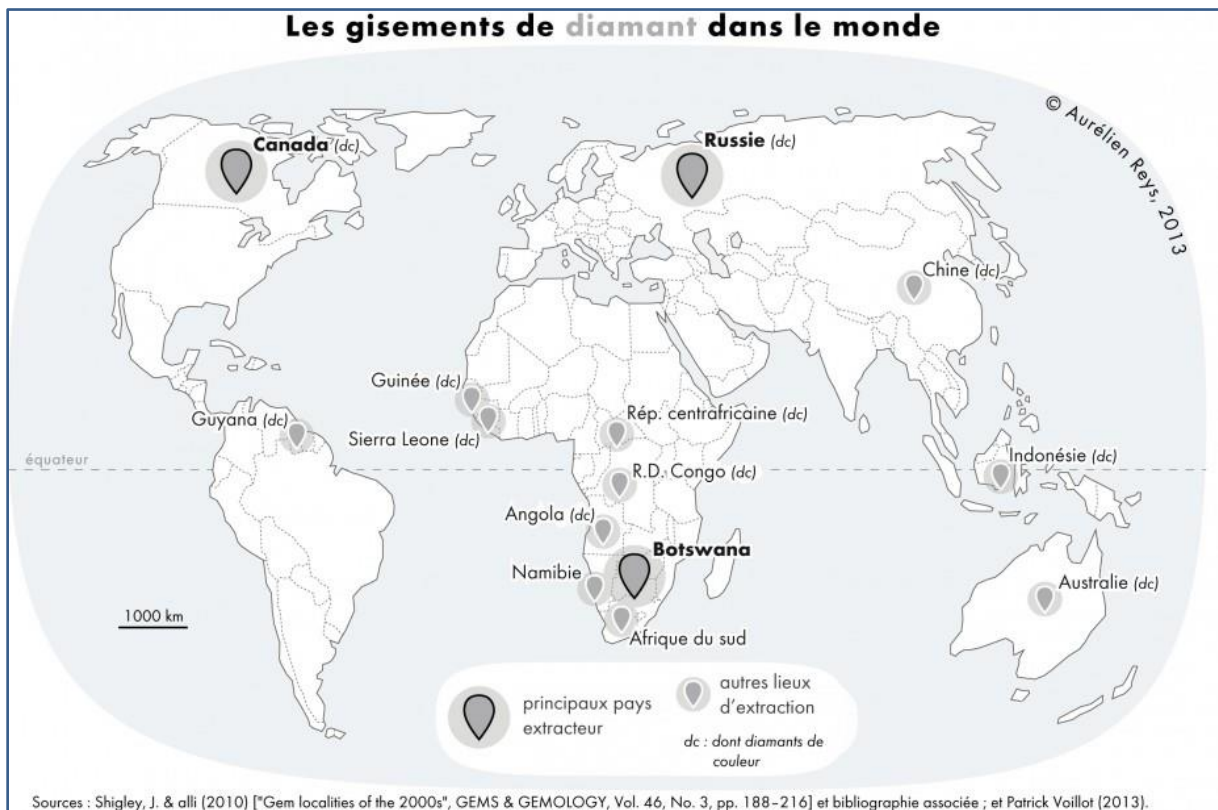 Les gisements de diamant dans le monde
© Aurélien Reys, 2013
Canada (dc)
Russie (dc)
Chine (dc)
Guinée (dc)
Guyana (dc)
Sierra Leone (dc)
Rép. centrafricaine (dc)
équateur
R.D. Congo (dc)
Indonésie (dc)
Angola (dc)
Botswana
Namibie
Australie (dc)
1000 km
Afrique du sud
principaux pays
extracteur
autres lieux
d'extraction
dc : dont diamants de
couleur
Sources : Shigley, J. & alli (2010) ["Gem localities of the 2000s", GEMS & GEMOLOGY, Vol. 46, No. 3, pp. 188–216] et bibliographie associée ; et Patrick Voillot (2013).